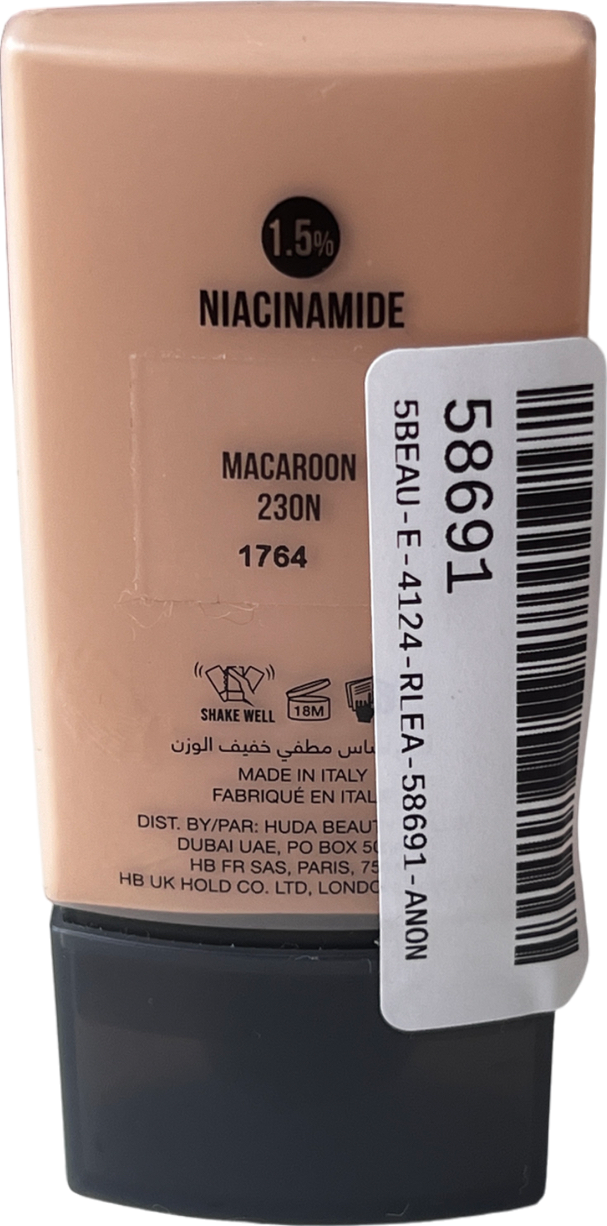 1.5%
NIACINAMIDE
MACAROON
230N
1764
SHAKE WELL
18M
مطفي خفيف الوزن
MADE IN ITALY
FABRIQUÉ EN
DIST. BY/PAR: HUDA
DUBAI UAE, PO BOX
HB FR SAS, PARIS,
HB UK HOLD CO. LTD,
58691
5BEAU-E-4124-RLEA-58691-ANON